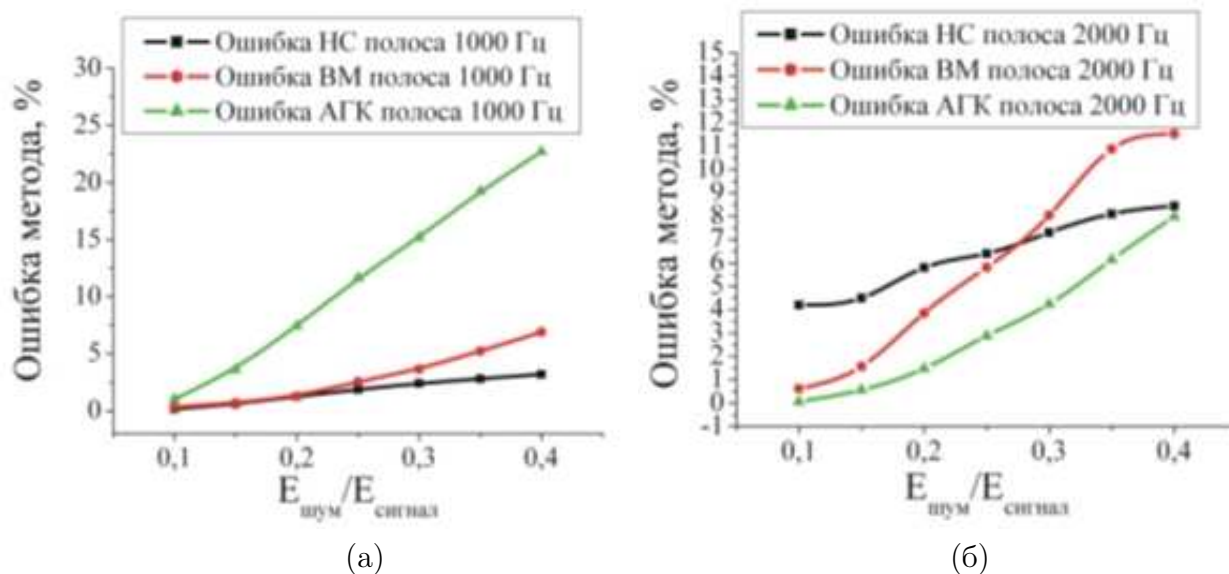 Ошибка НС полоса 1000 Гц
Ошибка ВМ полоса 1000 Гц
Ошибка АГК полоса 1000 Гц
Ошибка метода, %
30
25
20
15
10
5
0
0,1 0,2 0,3 0,4
Eшум/Eсигнал
(а)
Ошибка НС полоса 2000 Гц
Ошибка ВМ полоса 2000 Гц
Ошибка АГК полоса 2000 Гц
Ошибка метода, %
15
14
13
12
11
10
9
8
7
6
5
4
3
2
1
0
-1
0,1 0,2 0,3 0,4
Eшум/Eсигнал
(б)